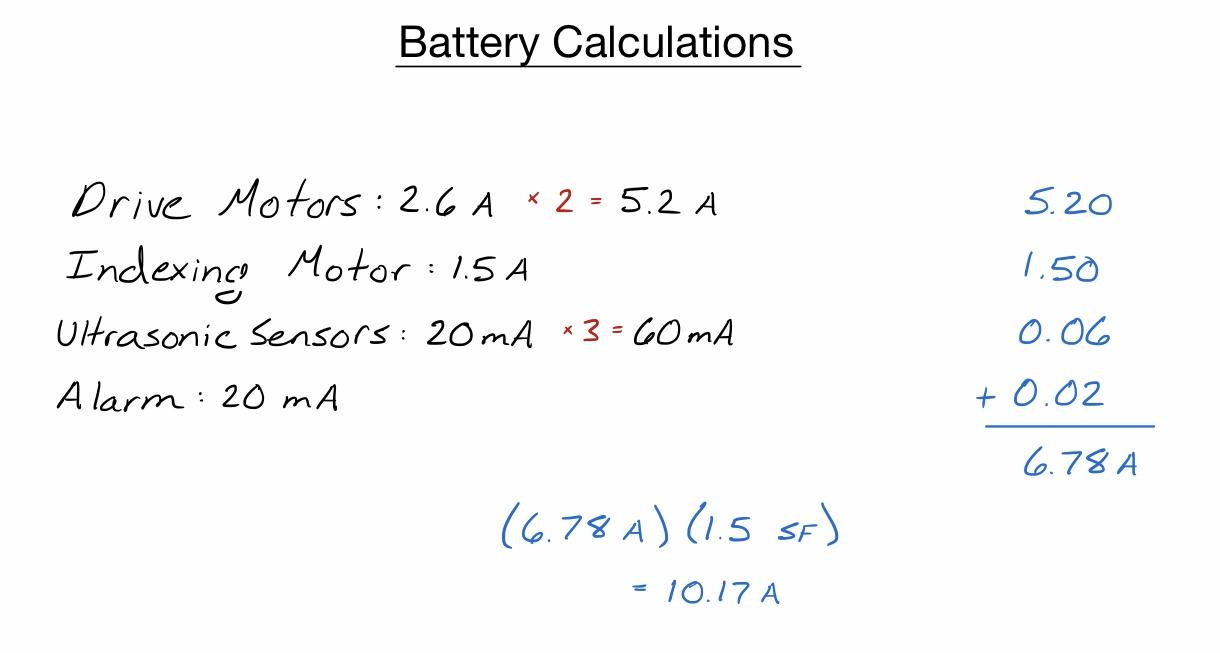 Battery Calculations
Drive Motors : 2.6 A × 2 = 5.2 A 5.20
Indexing Motor : 1.5 A 1.50
Ultrasonic Sensors : 20 mA × 3 = 60 mA 0.06
Alarm : 20 mA + 0.02
6.78 A
(6.78 A) (1.5 SF)
= 10.17 A